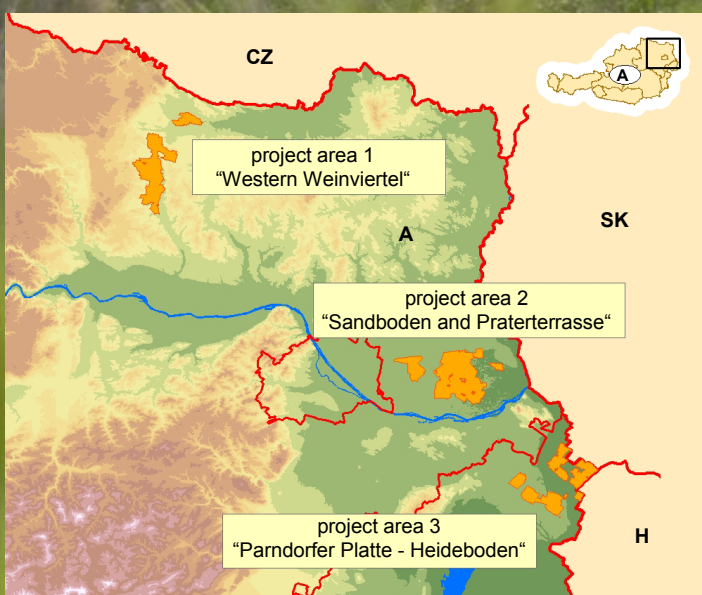 CZ
A
project area 1
“Western Weinviertel“
SK
A
project area 2
“Sandboden and Praterterrasse“
project area 3
“Parndorfer Platte - Heideboden“
H